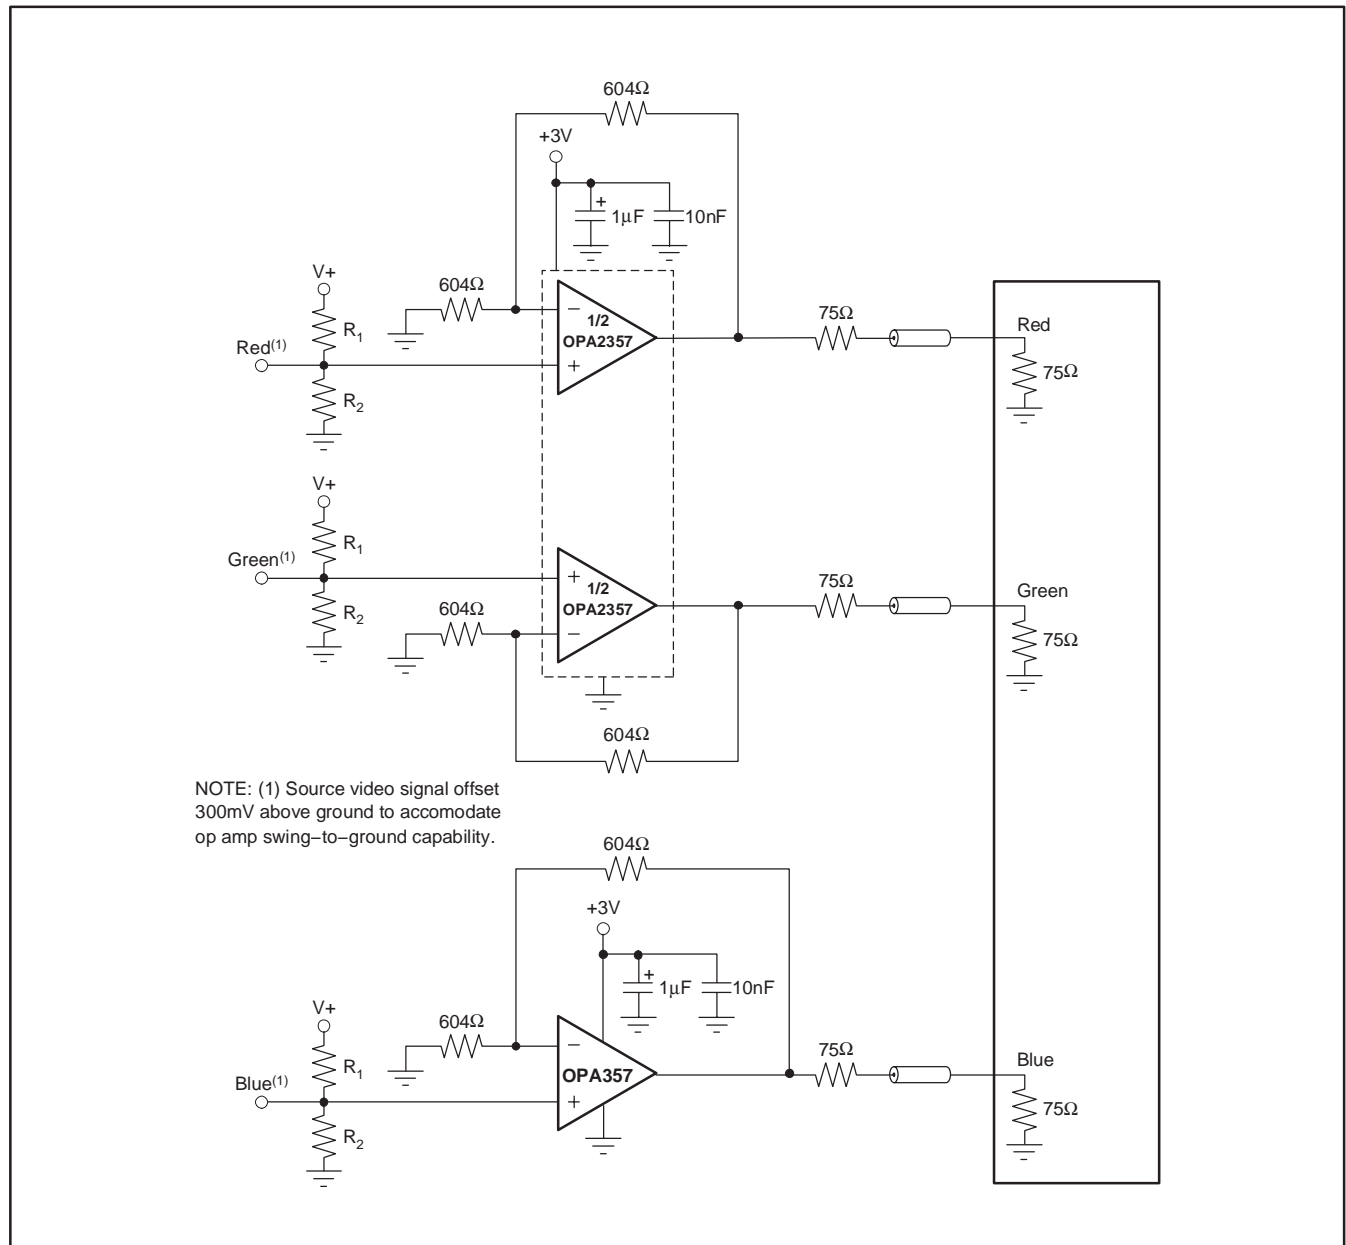 604Ω
+3V
+
1μF
10nF
V+
604Ω
−
1/2
OPA2357
+
R1
Red(1)
R2
75Ω
Red
75Ω
V+
R1
Green(1)
R2
+
1/2
OPA2357
−
604Ω
75Ω
Green
75Ω
604Ω
NOTE: (1) Source video signal offset
300mV above ground to accomodate
op amp swing−to−ground capability.
604Ω
+3V
+
1μF
10nF
V+
604Ω
−
OPA357
+
R1
Blue(1)
R2
75Ω
Blue
75Ω